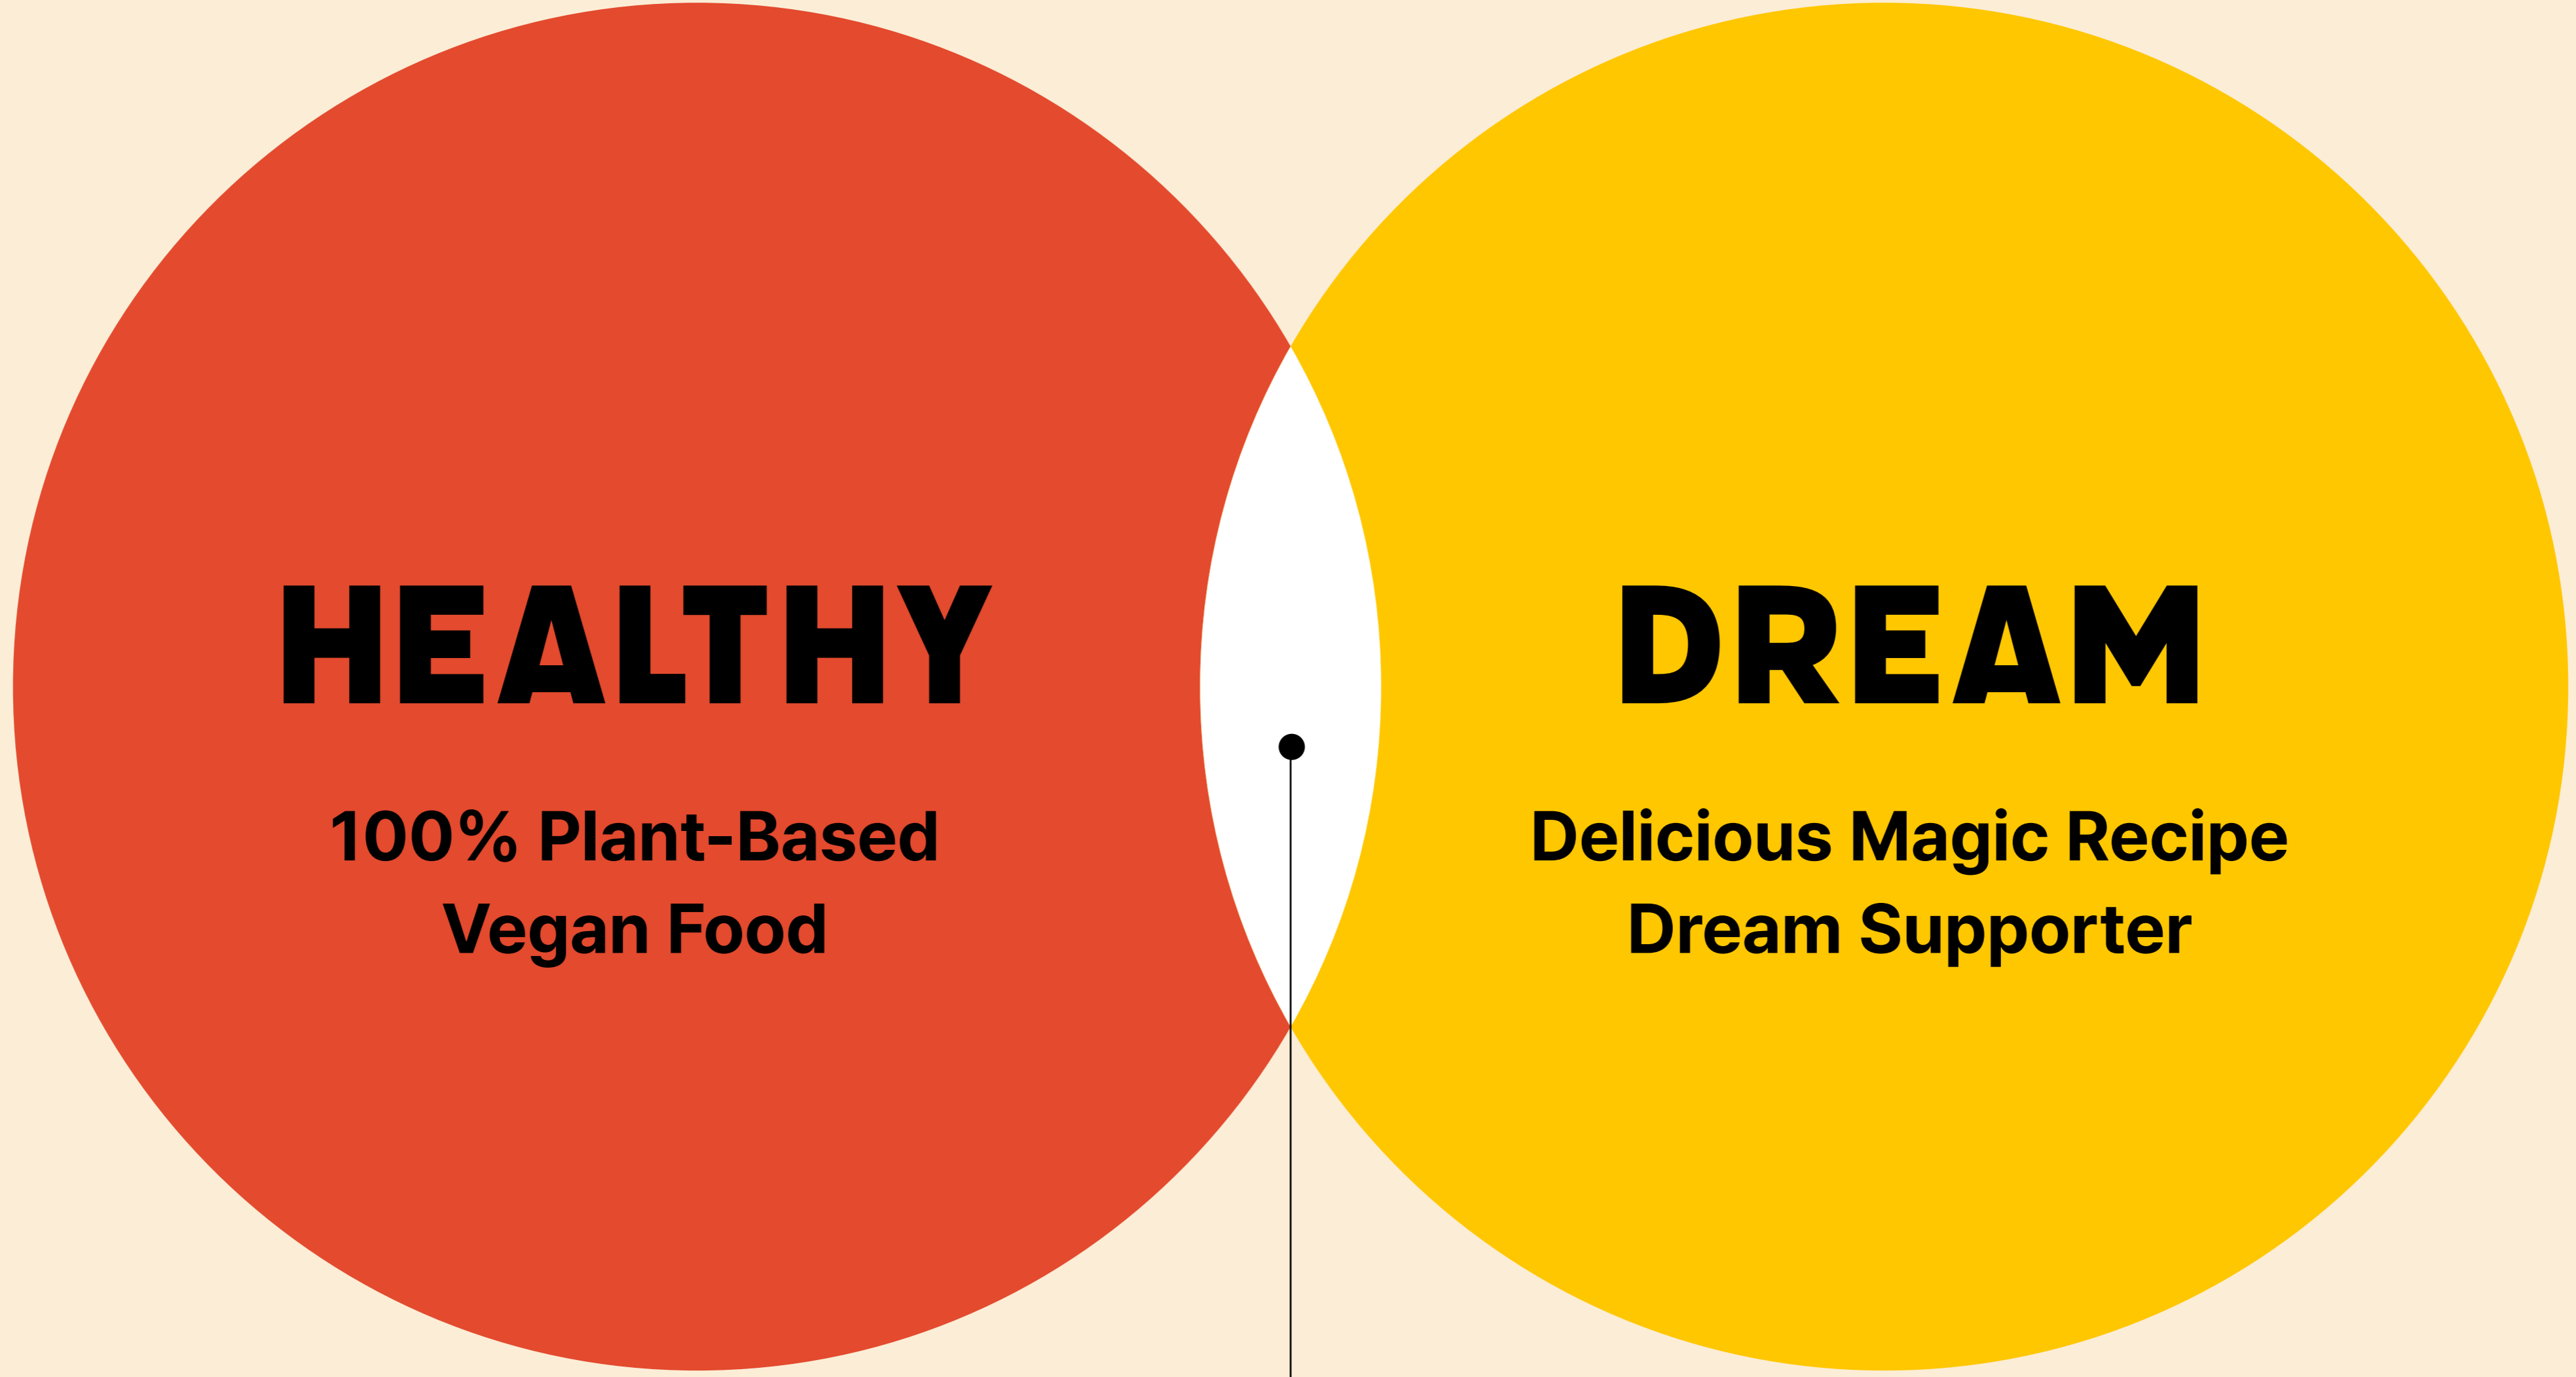 HEALTHY
100% Plant-Based
Vegan Food
DREAM
Delicious Magic Recipe
Dream Supporter